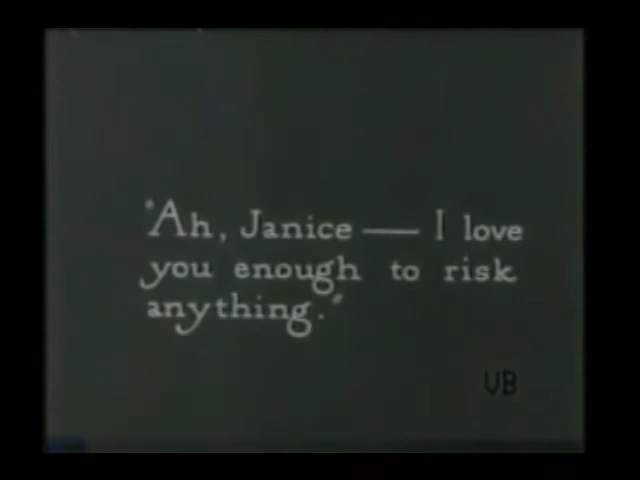 "Ah, Janice — I love
you enough to risk
anything."
VB